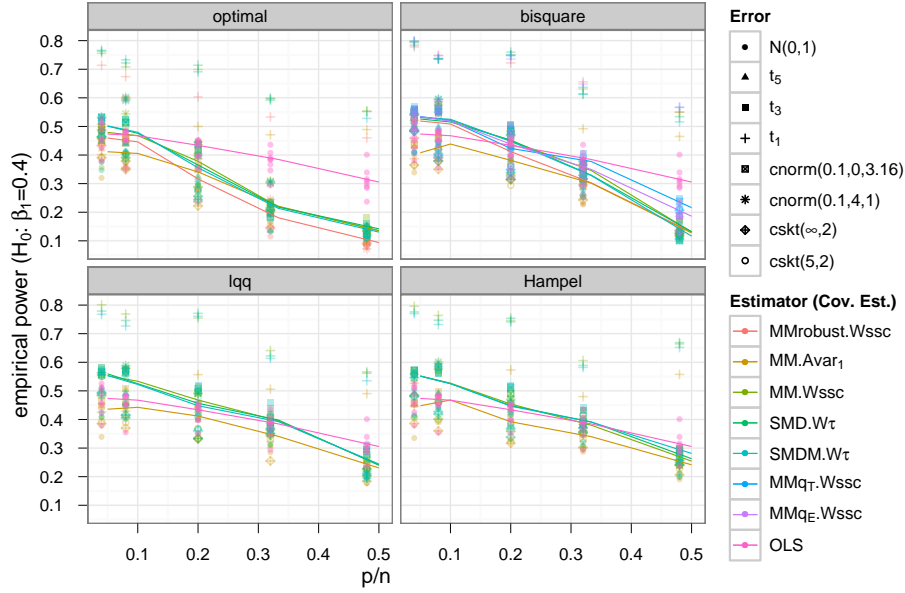 optimal
bisquare
0.8
0.7
0.6
0.5
0.4
0.3
0.2
0.1
lqq
Hampel
0.8
0.7
0.6
0.5
0.4
0.3
0.2
0.1
0.1 0.2 0.3 0.4 0.5
0.1 0.2 0.3 0.4 0.5
p/n
empirical power (H₀: β₁=0.4)
Error
N(0,1)
t₅
t₃
t₁
cnorm(0.1,0,3.16)
cnorm(0.1,4,1)
cskt(∞,2)
cskt(5,2)
Estimator (Cov. Est.)
MMrobust.Wssc
MM.Avar₁
MM.Wssc
SMD.Wτ
SMDM.Wτ
MMqT.Wssc
MMqE.Wssc
OLS